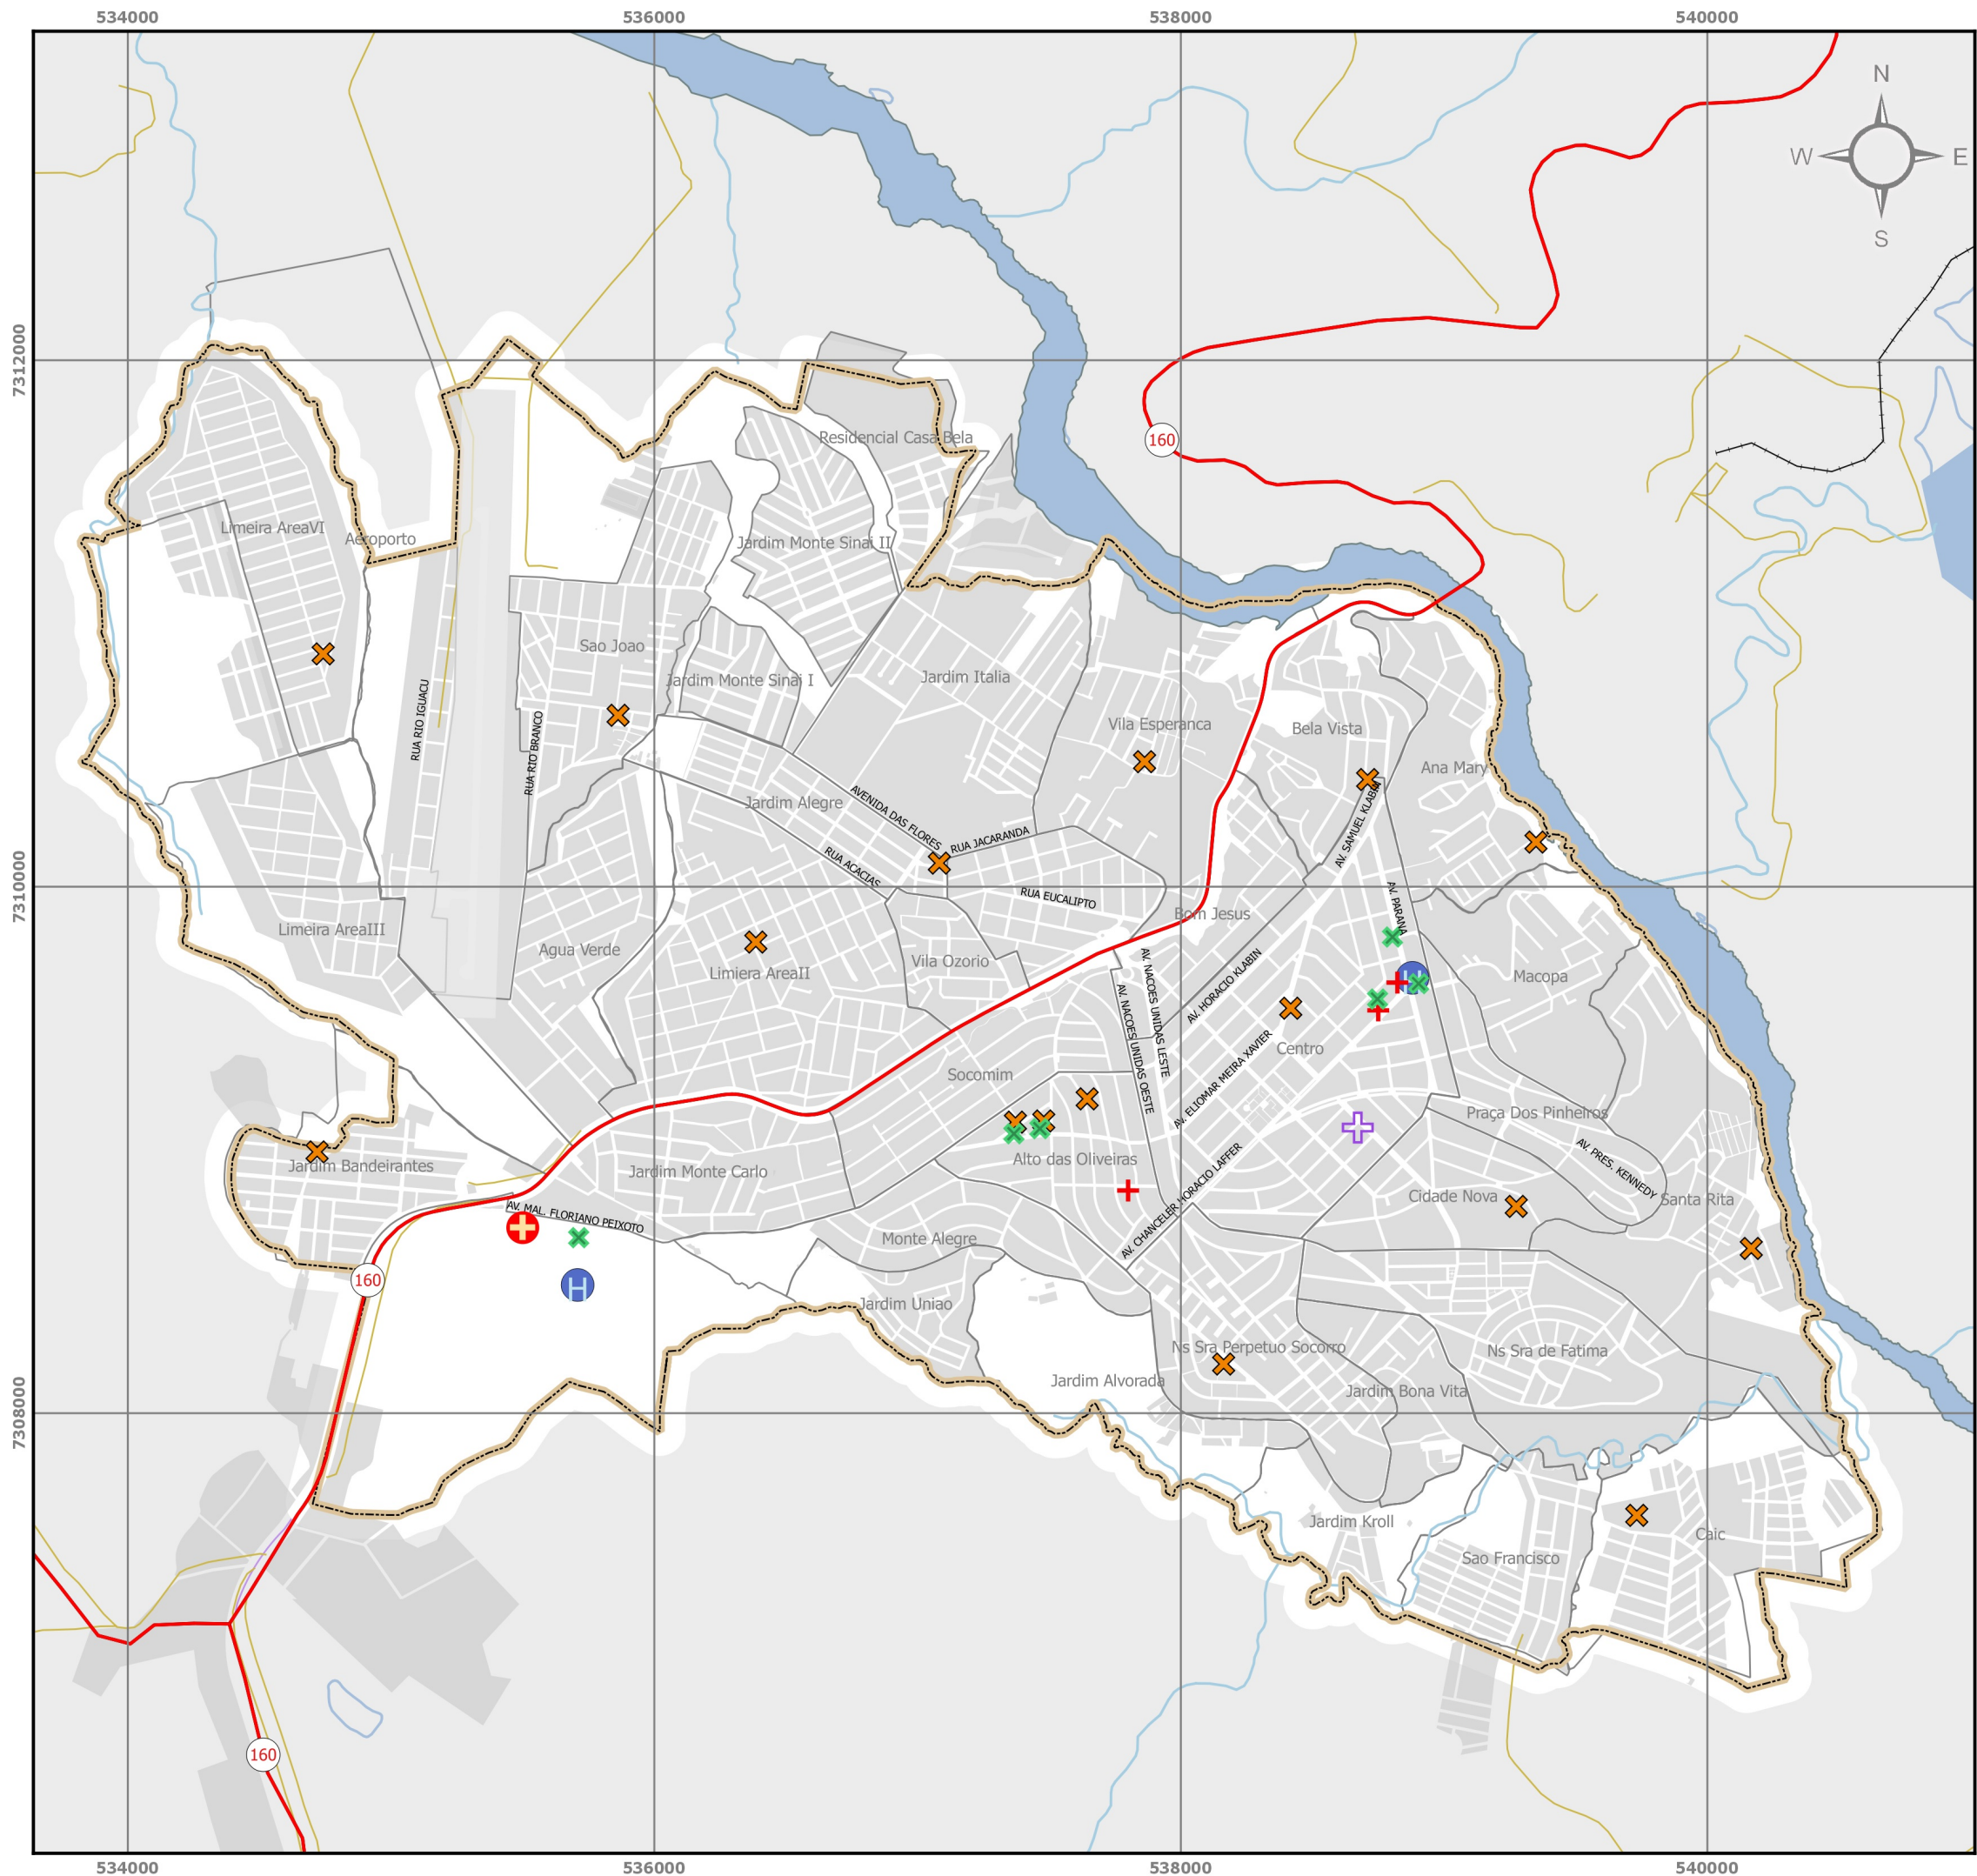 534000
536000
538000
540000
N
W
E
S
7312000
160
Residencial Casa Bela
Limeira AreaVI
Aeroporto
Jardim Monte Sinai II
Sao Joao
Jardim Monte Sinai I
Jardim Italia
RUA RIO IGUACU
RUA RIO BRANCO
Vila Esperanca
Bela Vista
Ana Mary
Jardim Alegre
AVENIDA DAS FLORES
RUA JACARANDA
RUA ACACIAS
AV. SAMUEL KLABIN
7310000
RUA EUCALIPTO
Bom Jesus
AV. PARANA
Limeira AreaIII
Agua Verde
Limiera AreaII
Vila Ozorio
AV. NACOES UNIDAS LESTE
AV. NACOES UNIDAS OESTE
AV. HORACIO KLABIN
H
Macopa
Centro
AV. ELIOMAR MEIRA XAVIER
Socomim
Praça Dos Pinheiros
AV. PRES. KENNEDY
Jardim Bandeirantes
Jardim Monte Carlo
Alto das Oliveiras
AV. CHANCELER HORACIO LAFFER
Cidade Nova
Santa Rita
AV. MAL. FLORIANO PEIXOTO
Monte Alegre
160
H
Jardim Uniao
Ns Sra Perpetuo Socorro
Ns Sra de Fatima
Jardim Alvorada
Jardim Bona Vita
7308000
Jardim Kroll
Caic
Sao Francisco
160
534000
536000
538000
540000